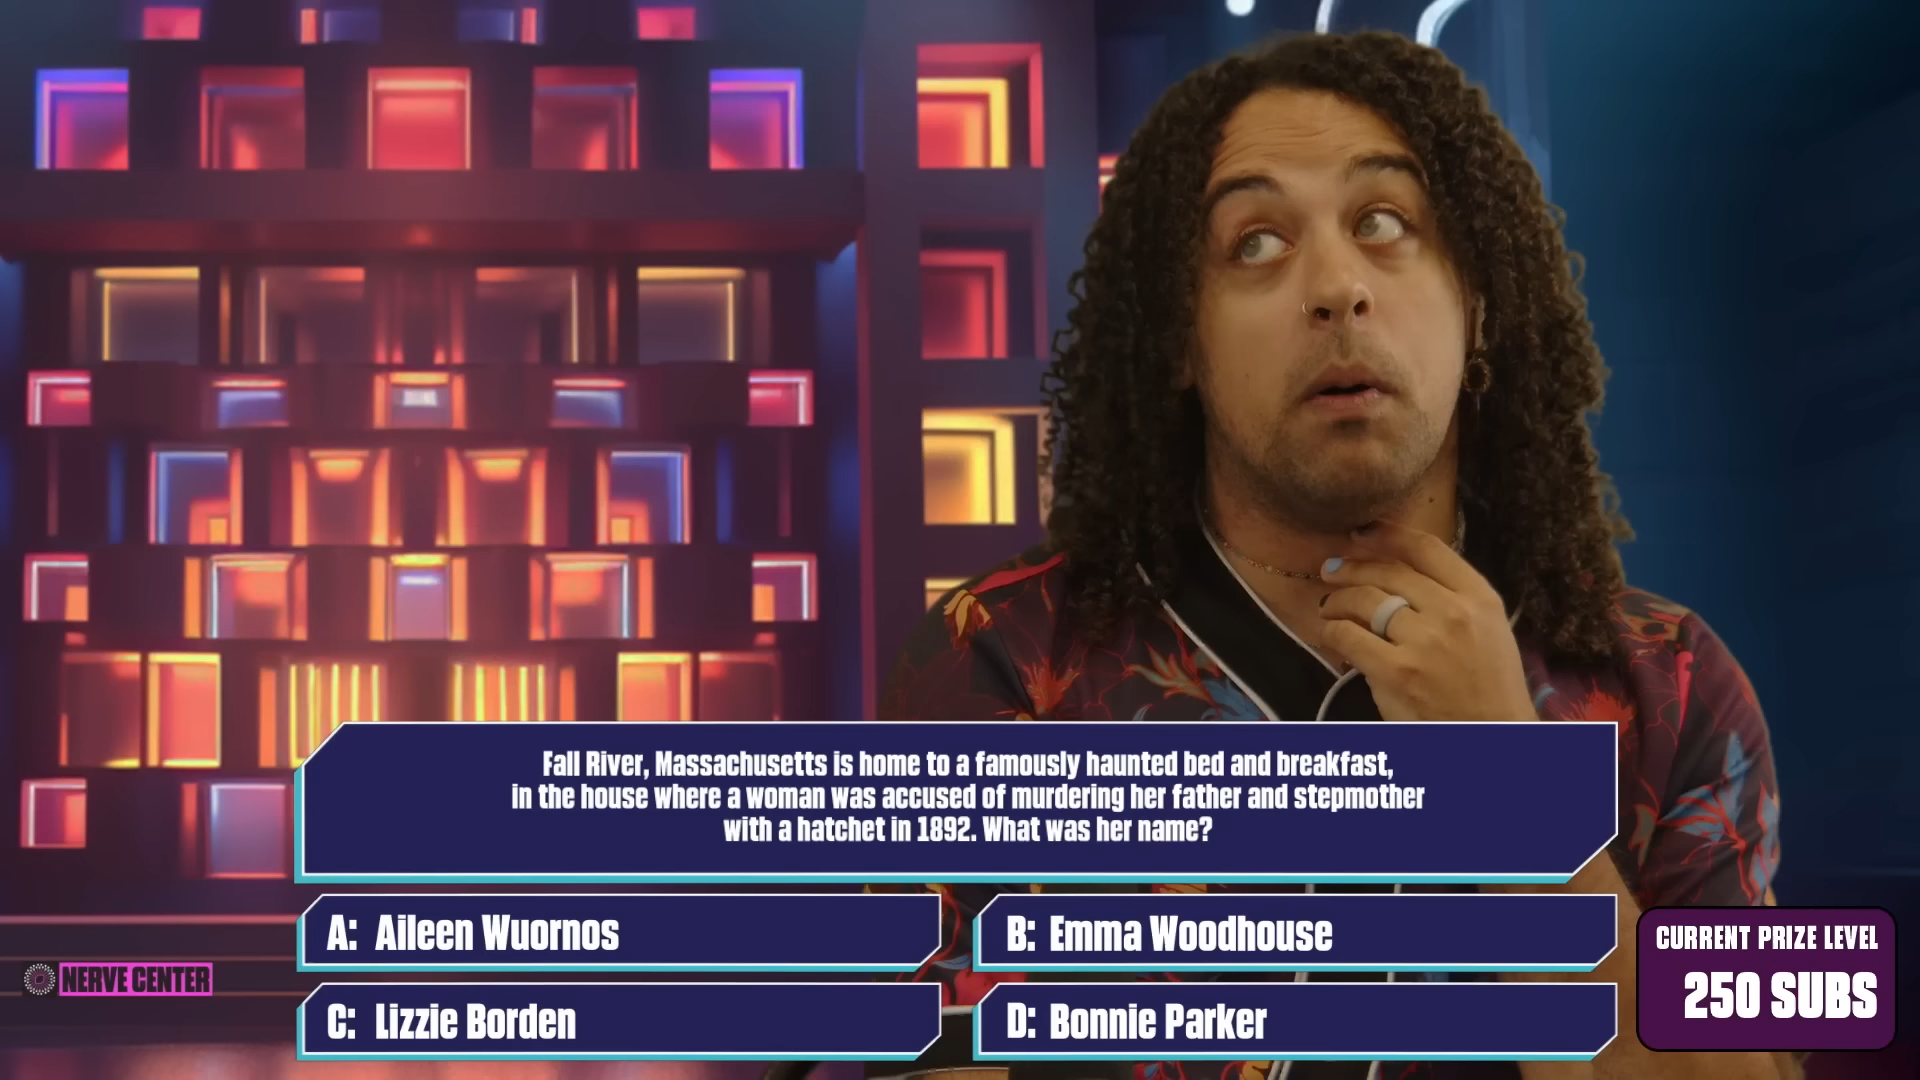 Fall River, Massachusetts is home to a famously haunted bed and breakfast,
in the house where a woman was accused of murdering her father and stepmother
with a hatchet in 1892. What was her name?
A: Aileen Wuornos
B: Emma Woodhouse
C: Lizzie Borden
D: Bonnie Parker
CURRENT PRIZE LEVEL
250 SUBS
NERVE CENTER